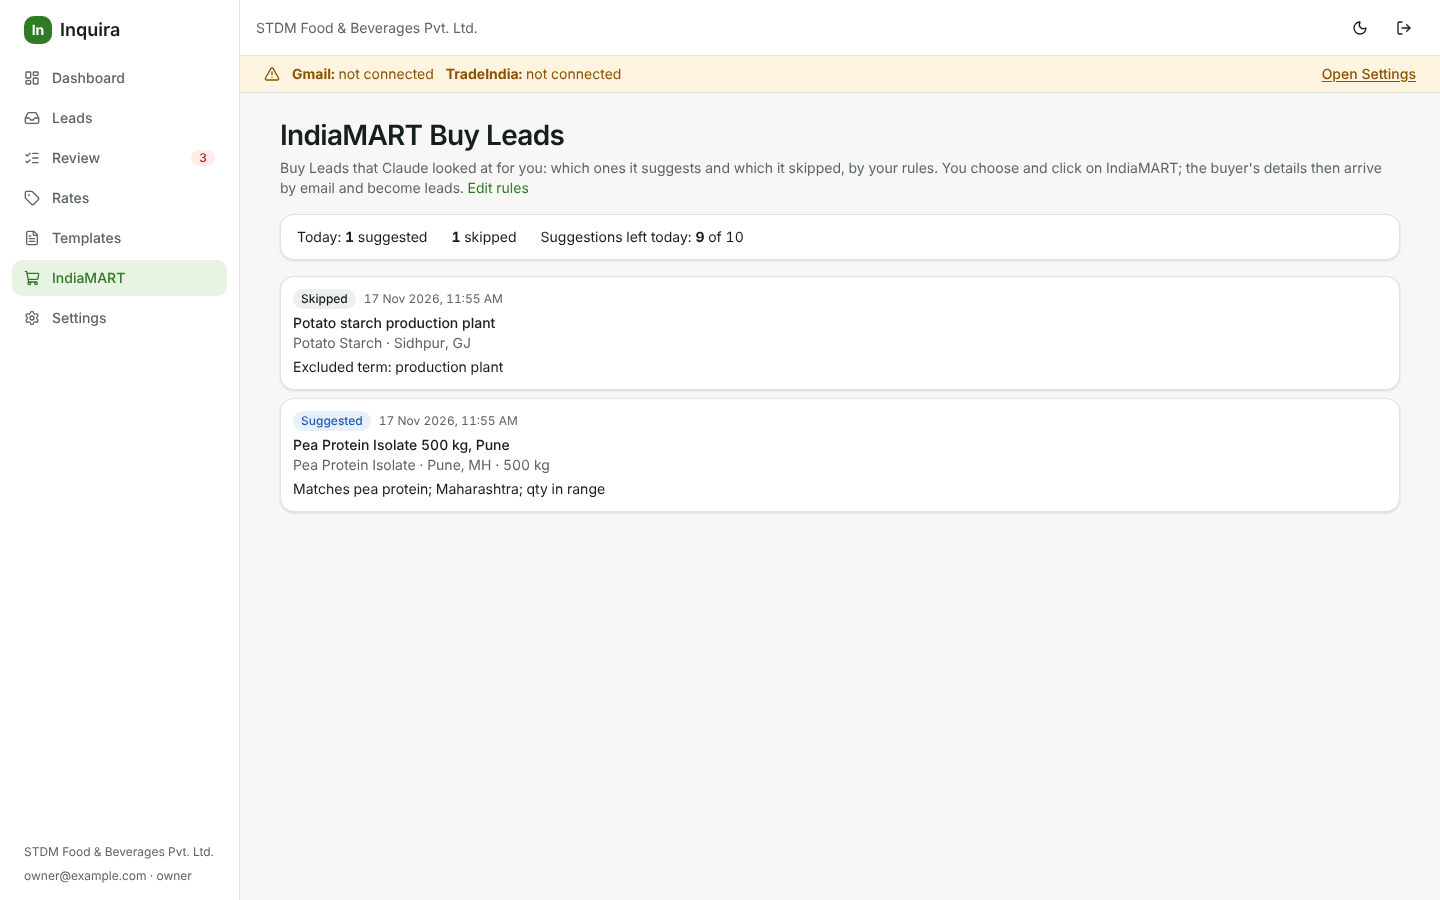 In Inquira
STDM Food & Beverages Pvt. Ltd.
Gmail: not connected TradeIndia: not connected Open Settings
Dashboard
Leads
Review 3
Rates
Templates
IndiaMART
Settings
IndiaMART Buy Leads
Buy Leads that Claude looked at for you: which ones it suggests and which it skipped, by your rules. You choose and click on IndiaMART; the buyer's details then arrive
by email and become leads. Edit rules
Today: 1 suggested 1 skipped Suggestions left today: 9 of 10
Skipped 17 Nov 2026, 11:55 AM
Potato starch production plant
Potato Starch · Sidhpur, GJ
Excluded term: production plant
Suggested 17 Nov 2026, 11:55 AM
Pea Protein Isolate 500 kg, Pune
Pea Protein Isolate · Pune, MH · 500 kg
Matches pea protein; Maharashtra; qty in range
STDM Food & Beverages Pvt. Ltd.
owner@example.com · owner